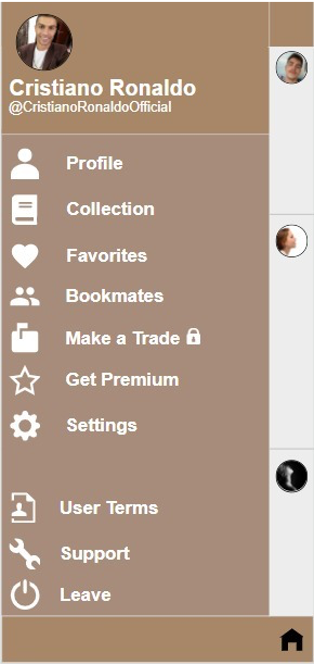 Cristiano Ronaldo
@CristianoRonaldoOfficial
Profile
Collection
Favorites
Bookmates
Make a Trade
Get Premium
Settings
User Terms
Support
Leave